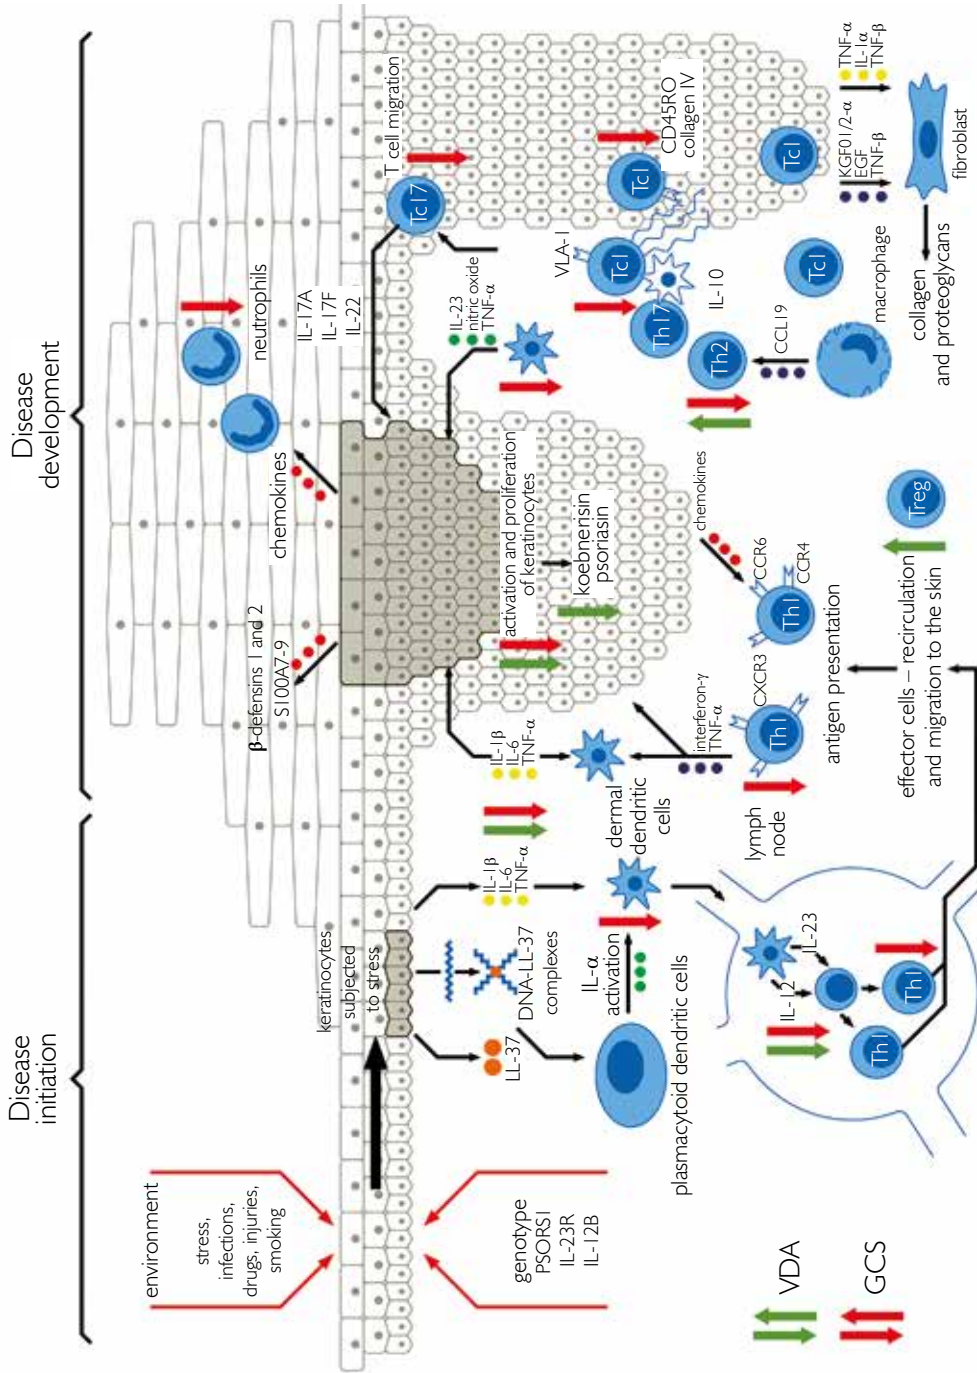 Disease
initiation
Disease
development
environment
stress,
infections,
drugs, injuries,
smoking
genotype
PSORS1
IL-23R
IL-12B
VDA
GCS
keratinocytes
subjected
to stress
LL-37
DNA-LL-37
complexes
IL-1β
IL-6
TNF-α
IL-α
activation
plasmacytoid dendritic cells
dermal
dendritic
cells
lymph
node
IL-12
IL-23
Th1
Th1
β-defensins 1 and 2
S100A7-9
chemokines
neutrophils
IL-17A
IL-17F
IL-22
IL-1β
IL-6
TNF-α
interferon-γ
TNF-α
Th1
CXCR3
activation and proliferation
of keratinocytes
koebnerisin
psoriasin
chemokines
CCR6
Th1
CCR4
antigen presentation
effector cells – recirculation
and migration to the skin
Treg
T cell migration
Tc17
IL-23
nitric oxide
TNF-α
VLA-1
Tc1
Tc1
CD45RO
collagen IV
Th17
Th2
IL-10
CCL19
Tc1
Tc1
macrophage
KGF01/2-α
EGF
TNF-β
TNF-α
IL-1α
TNF-β
fibroblast
collagen
and proteoglycans